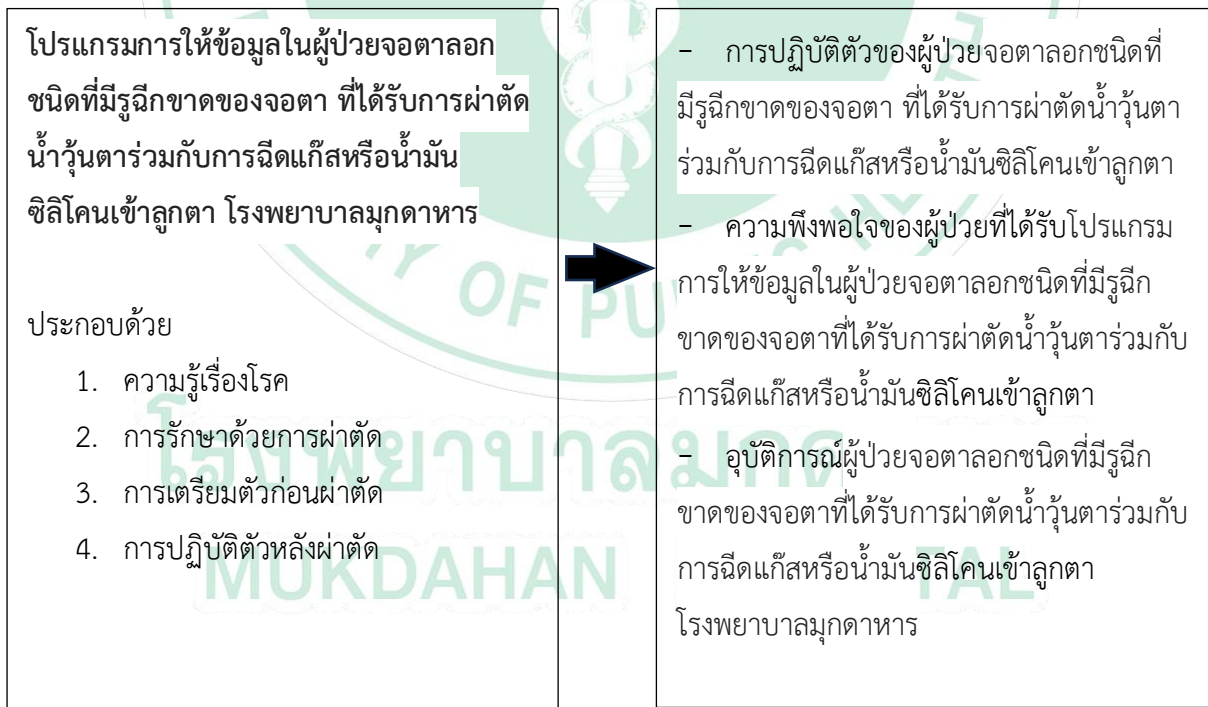 โปรแกรมการให้ข้อมูลในผู้ป่วยจอตาลอก
ชนิดที่มีรูฉีกขาดของจอตา ที่ได้รับการผ่าตัด
น้ำวุ้นตาร่วมกับการฉีดแก๊สหรือน้ำมัน
ซิลิโคนเข้าลูกตา โรงพยาบาลมุกดาหาร
ประกอบด้วย
1. ความรู้เรื่องโรค
2. การรักษาด้วยการผ่าตัด
3. การเตรียมตัวก่อนผ่าตัด
4. การปฏิบัติตัวหลังผ่าตัด
- การปฏิบัติตัวของผู้ป่วยจอตาลอกชนิดที่
มีรูฉีกขาดของจอตา ที่ได้รับการผ่าตัดน้ำวุ้นตา
ร่วมกับการฉีดแก๊สหรือน้ำมันซิลิโคนเข้าลูกตา
- ความพึงพอใจของผู้ป่วยที่ได้รับโปรแกรม
การให้ข้อมูลในผู้ป่วยจอตาลอกชนิดที่มีรูฉีก
ขาดของจอตาที่ได้รับการผ่าตัดน้ำวุ้นตาร่วมกับ
การฉีดแก๊สหรือน้ำมันซิลิโคนเข้าลูกตา
- อุบัติการณ์ผู้ป่วยจอตาลอกชนิดที่มีรูฉีก
ขาดของจอตาที่ได้รับการผ่าตัดน้ำวุ้นตาร่วมกับ
การฉีดแก๊สหรือน้ำมันซิลิโคนเข้าลูกตา
โรงพยาบาลมุกดาหาร
OF PU
โรงพยาบาลมุกด
MUKDAHAN TAL